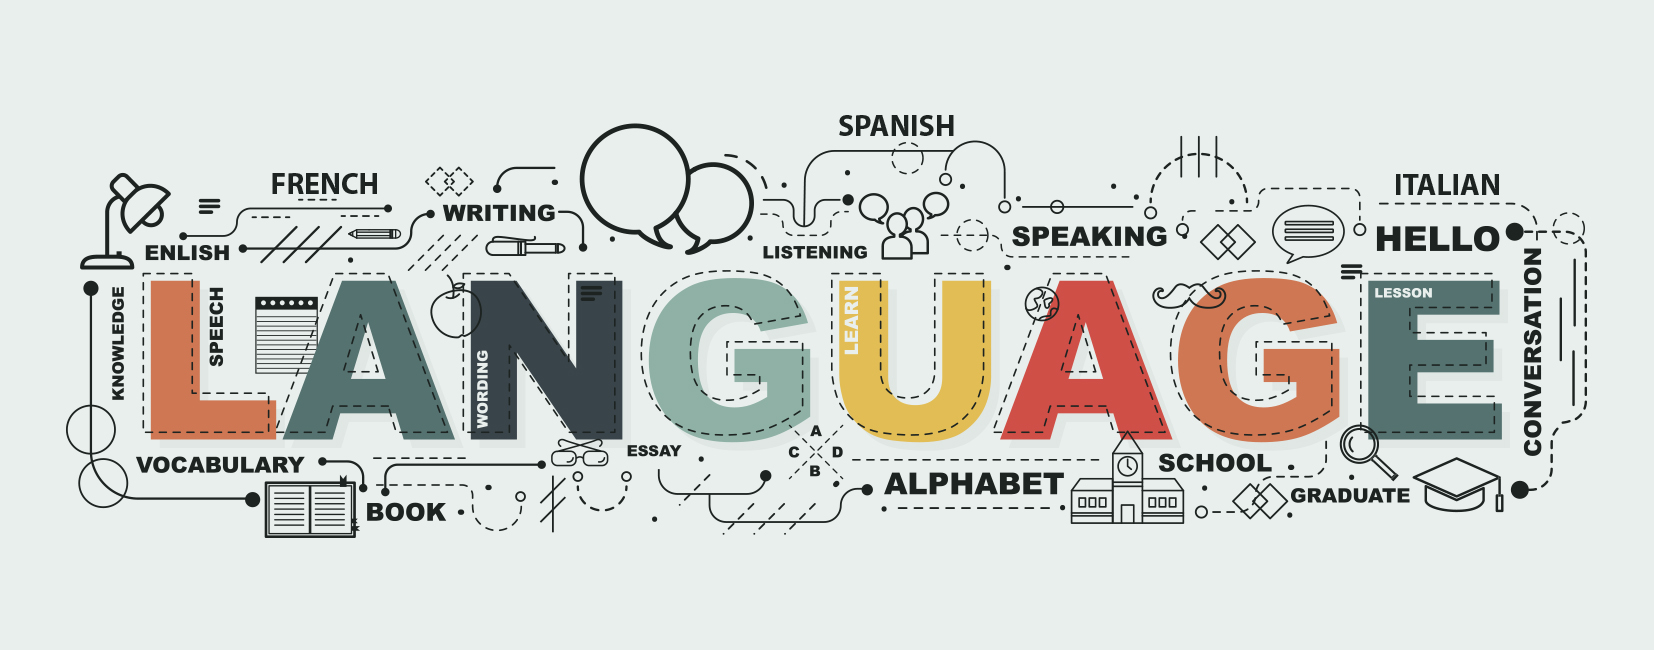 SPANISH
FRENCH
ITALIAN
WRITING
ENLISH
LISTENING
SPEAKING
HELLO
KNOWLEDGE
SPEECH
LANGUAGE
WORDING
LEARN
LESSON
CONVERSATION
VOCABULARY
ESSAY
A
C D
B
SCHOOL
BOOK
ALPHABET
GRADUATE